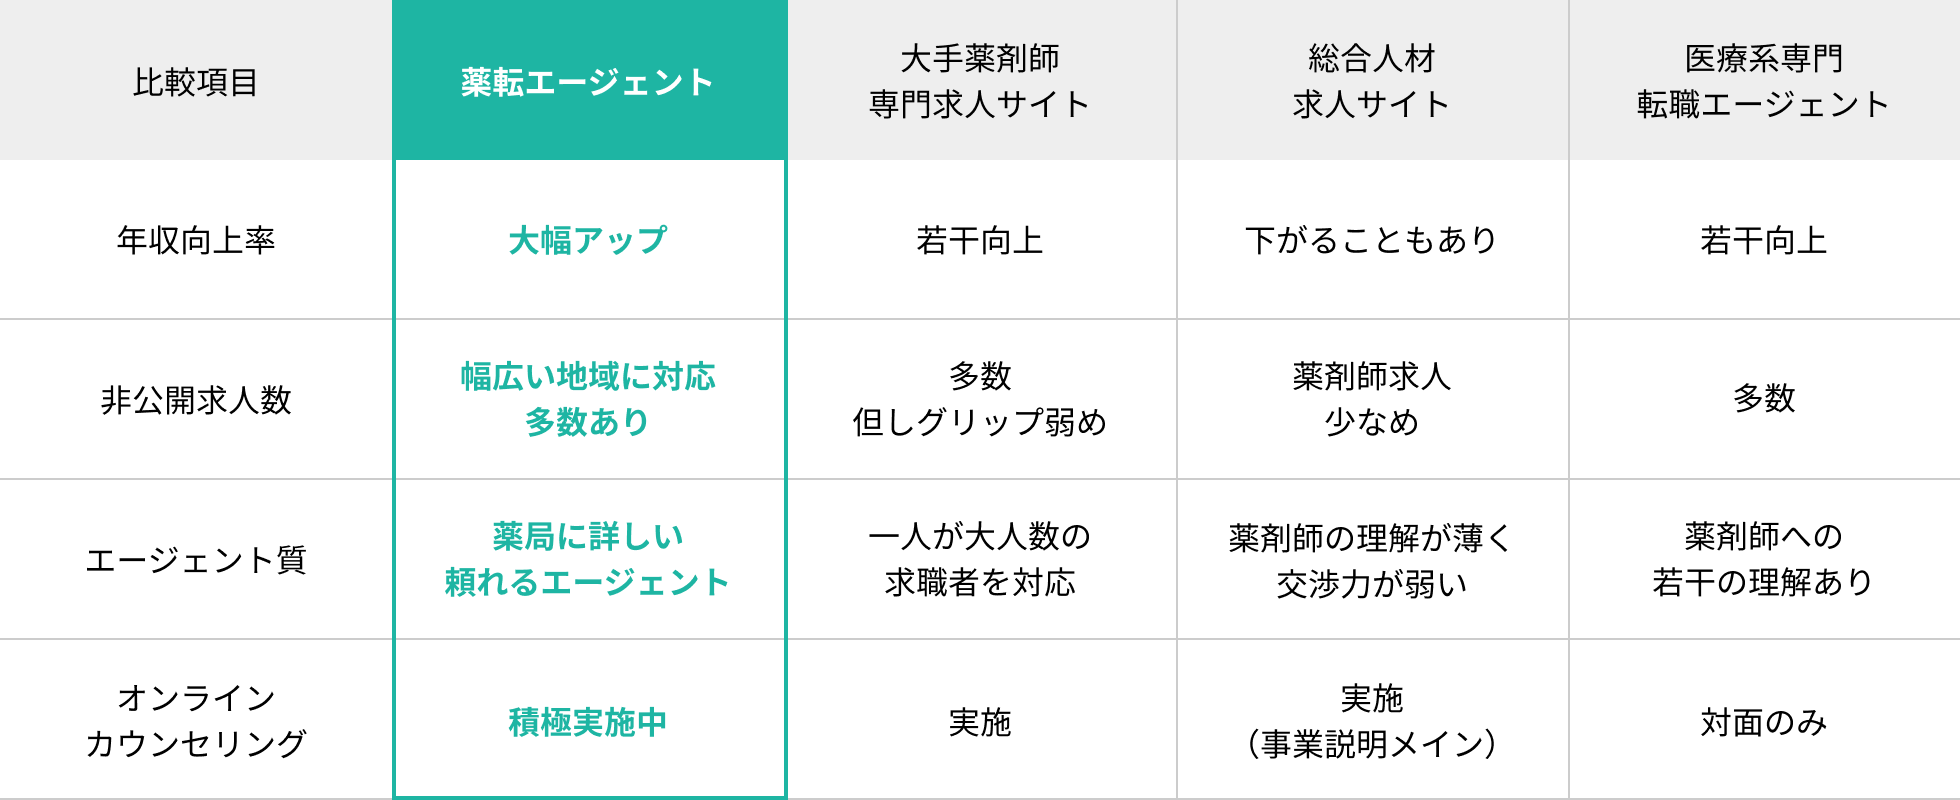 比較項目
薬転エージェント
大手薬剤師
専門求人サイト
総合人材
求人サイト
医療系専門
転職エージェント
年収向上率
大幅アップ
若干向上
下がることもあり
若干向上
非公開求人数
幅広い地域に対応
多数あり
多数
但しグリップ弱め
薬剤師求人
少なめ
多数
エージェント質
薬局に詳しい
頼れるエージェント
一人が大人数の
求職者を対応
薬剤師の理解が薄く
交渉力が弱い
薬剤師への
若干の理解あり
オンライン
カウンセリング
積極実施中
実施
実施
（事業説明メイン）
対面のみ